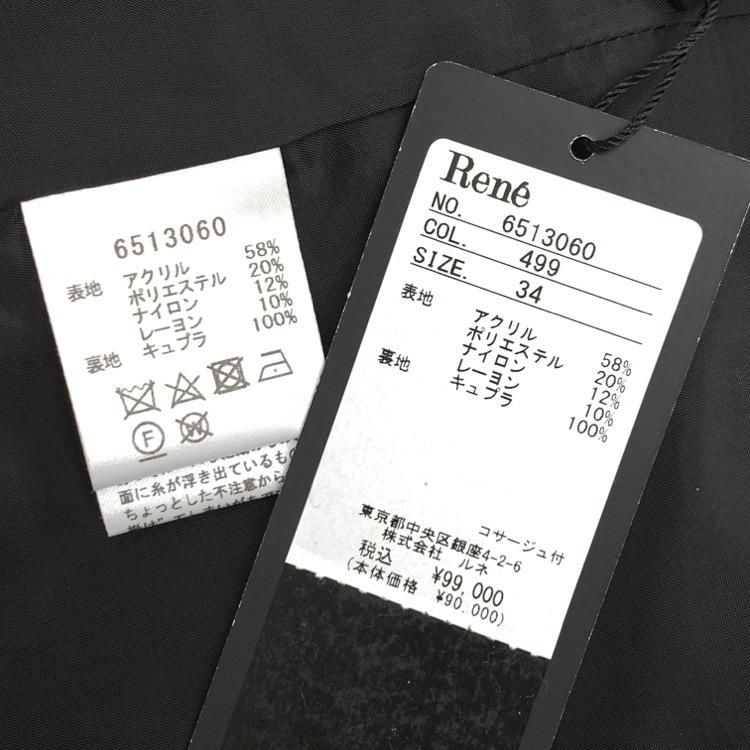 6513060
表地 アクリル 58%
ポリエステル 20%
ナイロン 12%
レーヨン 10%
裏地 キュプラ 100%
F
W
面に糸が浮き出ているもの
ちょっとした不注意から
René
NO. 6513060
COL. 499
SIZE. 34
表地 アクリル 58%
ポリエステル 20%
ナイロン 12%
レーヨン 10%
裏地 キュプラ 100%
コサージュ付
東京都中央区銀座4-2-6
株式会社 ルネ
税込 ¥99,000
(本体価格 ¥90,000)